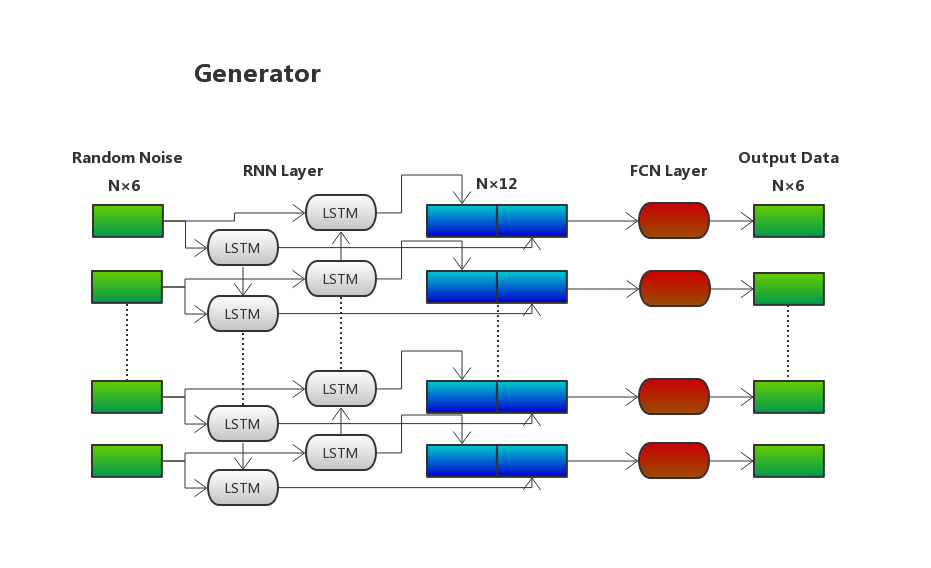 Generator
Random Noise
N×6
RNN Layer
N×12
FCN Layer
Output Data
N×6
LSTM
LSTM
LSTM
LSTM
LSTM
LSTM
LSTM
LSTM